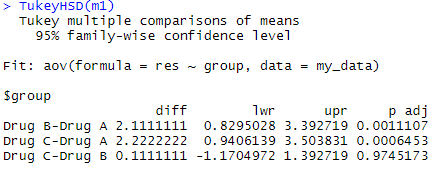 > TukeyHSD(m1)
Tukey multiple comparisons of means
95% family-wise confidence level
Fit: aov(formula = res ~ group, data = my_data)
$group
diff lwr upr p adj
Drug B-Drug A 2.1111111 0.8295028 3.392719 0.0011107
Drug C-Drug A 2.2222222 0.9406139 3.503831 0.0006453
Drug C-Drug B 0.1111111 -1.1704972 1.392719 0.9745173